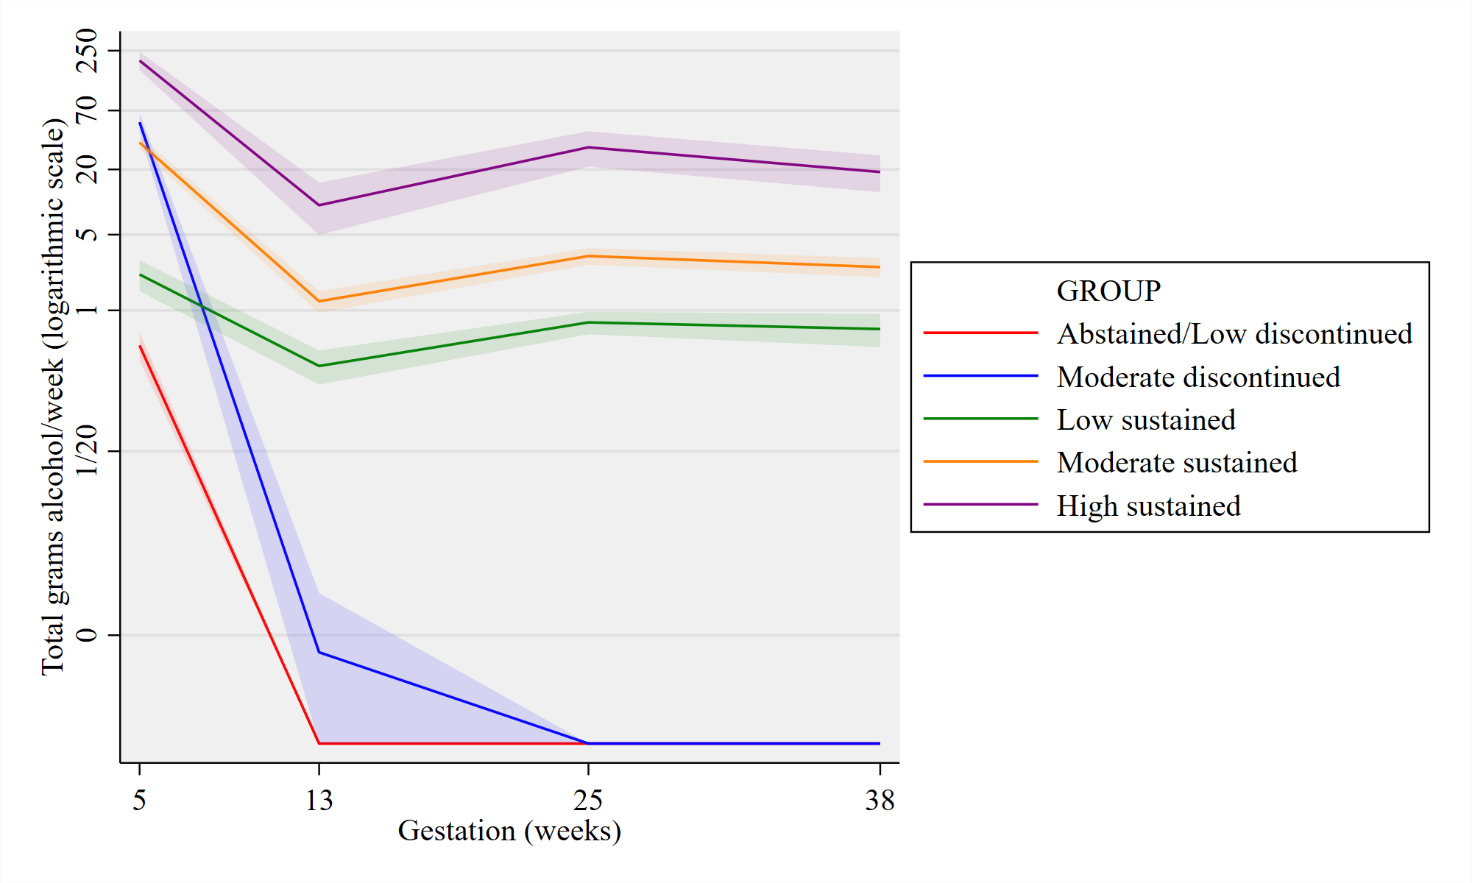 Total grams alcohol/week (logarithmic scale)
250
70
20
5
1
1/20
0
5
13
25
38
Gestation (weeks)
GROUP
Abstained/Low discontinued
Moderate discontinued
Low sustained
Moderate sustained
High sustained